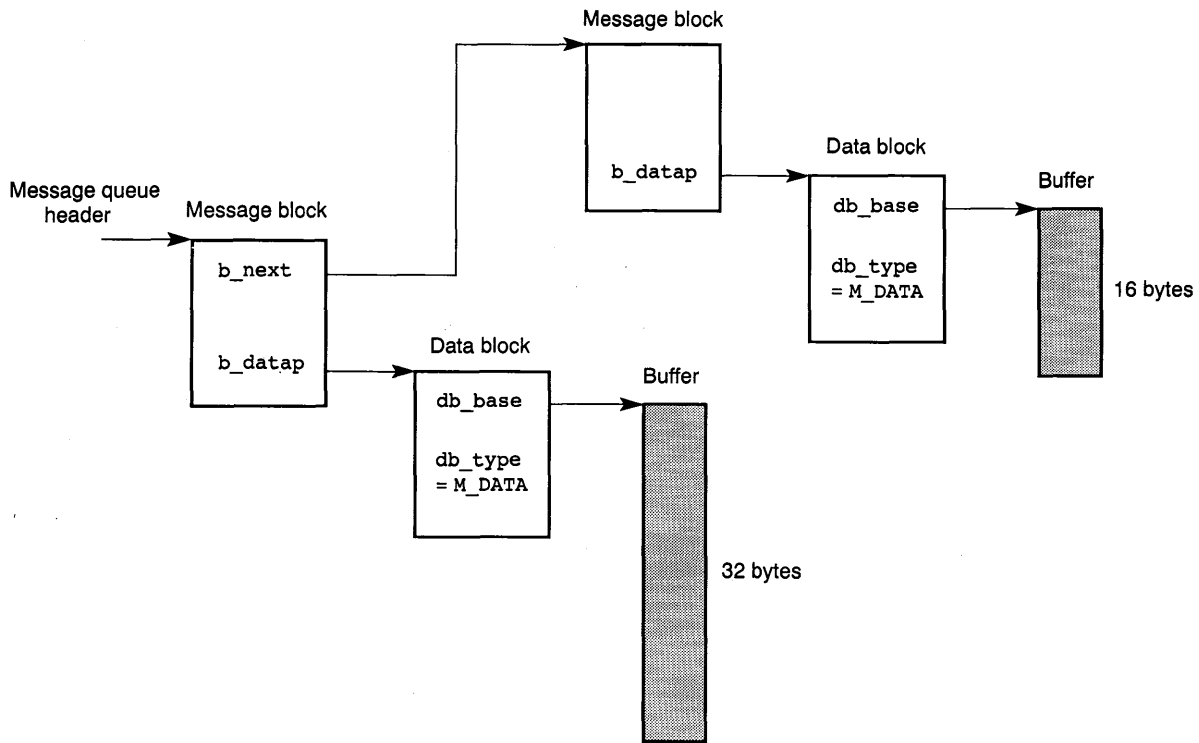 Message block
b_datap
Data block
db_base
db_type
= M_DATA
Buffer
16 bytes
Message queue
header
Message block
b_next
b_datap
Data block
db_base
db_type
= M_DATA
Buffer
32 bytes